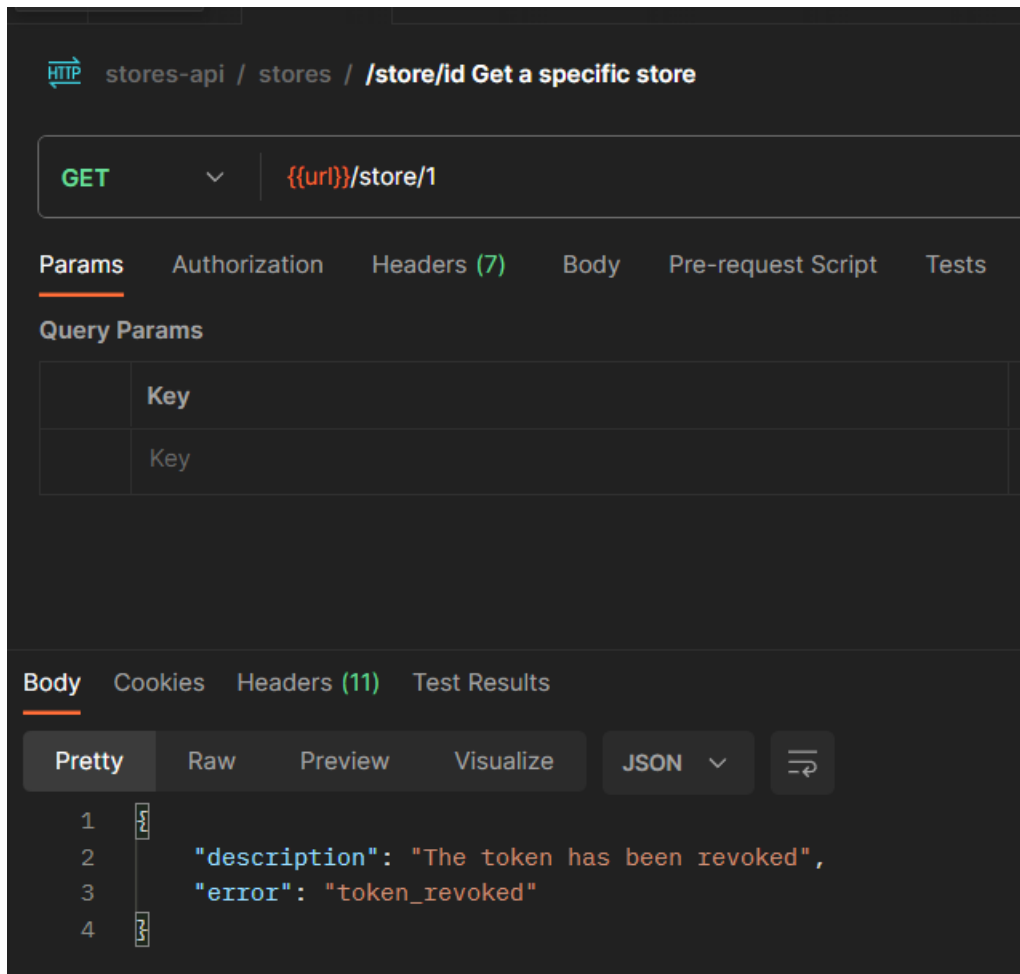 HTTP stores-api / stores / /store/id Get a specific store
GET {{url}}/store/1
Params Authorization Headers (7) Body Pre-request Script Tests
Query Params
Key
Key
Body Cookies Headers (11) Test Results
Pretty Raw Preview Visualize JSON
1 {
2 "description": "The token has been revoked",
3 "error": "token_revoked"
4 }